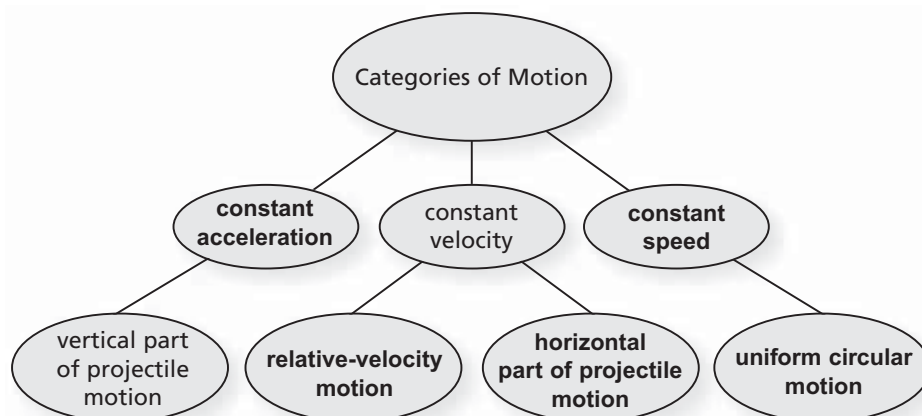 Categories of Motion
constant
acceleration
constant
velocity
constant
speed
vertical part
of projectile
motion
relative-velocity
motion
horizontal
part of projectile
motion
uniform circular
motion